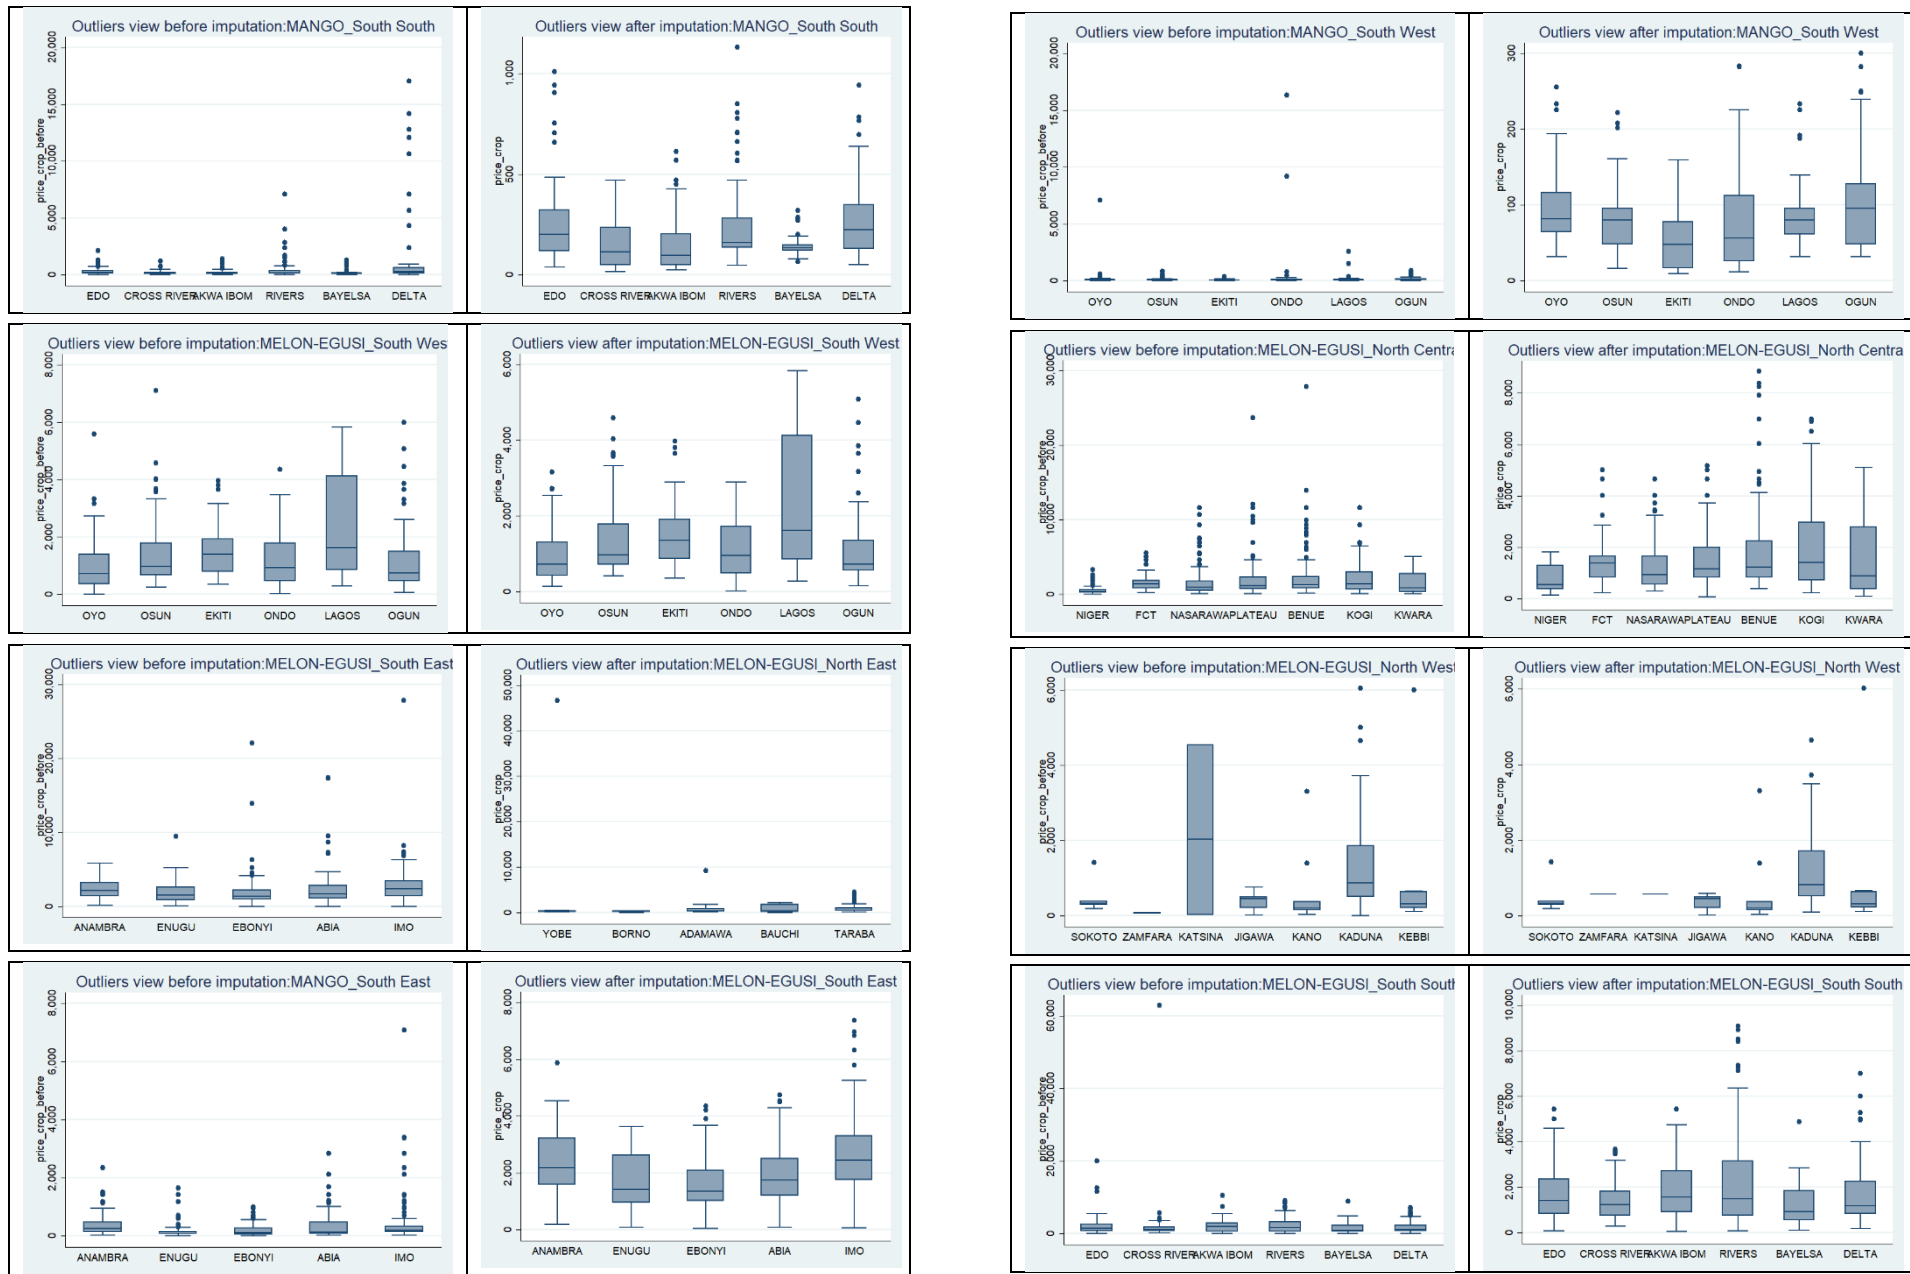 Outliers view before imputation:MANGO_South South
price_crop_before
20,000
15,000
10,000
5,000
0
EDO CROSS RIVER AKWA IBOM RIVERS BAYELSA DELTA
Outliers view after imputation:MANGO_South South
price_crop
1,000
500
0
EDO CROSS RIVER AKWA IBOM RIVERS BAYELSA DELTA
Outliers view before imputation:MANGO_South West
price_crop_before
20,000
15,000
10,000
5,000
0
OYO OSUN EKITI ONDO LAGOS OGUN
Outliers view after imputation:MANGO_South West
price_crop
300
200
100
0
OYO OSUN EKITI ONDO LAGOS OGUN
Outliers view before imputation:MELON-EGUSI_South Wes
price_crop_before
8,000
6,000
4,000
2,000
0
OYO OSUN EKITI ONDO LAGOS OGUN
Outliers view after imputation:MELON-EGUSI_South West
price_crop
6,000
4,000
2,000
0
OYO OSUN EKITI ONDO LAGOS OGUN
Outliers view before imputation:MELON-EGUSI_North Centra
price_crop_before
30,000
20,000
10,000
0
NIGER FCT NASARAWA PLATEAU BENUE KOGI KWARA
Outliers view after imputation:MELON-EGUSI_North Centra
price_crop
8,000
6,000
4,000
2,000
0
NIGER FCT NASARAWA PLATEAU BENUE KOGI KWARA
Outliers view before imputation:MELON-EGUSI_South East
price_crop_before
30,000
20,000
10,000
0
ANAMBRA ENUGU EBONYI ABIA IMO
Outliers view after imputation:MELON-EGUSI_North East
price_crop
50,000
40,000
30,000
20,000
10,000
0
YOBE BORNO ADAMAWA BAUCHI TARABA
Outliers view before imputation:MELON-EGUSI_North West
price_crop_before
6,000
4,000
2,000
0
SOKOTO ZAMFARA KATSINA JIGAWA KANO KADUNA KEBBI
Outliers view after imputation:MELON-EGUSI_North West
price_crop
6,000
4,000
2,000
0
SOKOTO ZAMFARA KATSINA JIGAWA KANO KADUNA KEBBI
Outliers view before imputation:MANGO_South East
price_crop_before
8,000
6,000
4,000
2,000
0
ANAMBRA ENUGU EBONYI ABIA IMO
Outliers view after imputation:MELON-EGUSI_South East
price_crop
8,000
6,000
4,000
2,000
0
ANAMBRA ENUGU EBONYI ABIA IMO
Outliers view before imputation:MELON-EGUSI_South South
price_crop_before
60,000
40,000
20,000
0
EDO CROSS RIVER AKWA IBOM RIVERS BAYELSA DELTA
Outliers view after imputation:MELON-EGUSI_South South
price_crop
10,000
8,000
6,000
4,000
2,000
0
EDO CROSS RIVER AKWA IBOM RIVERS BAYELSA DELTA